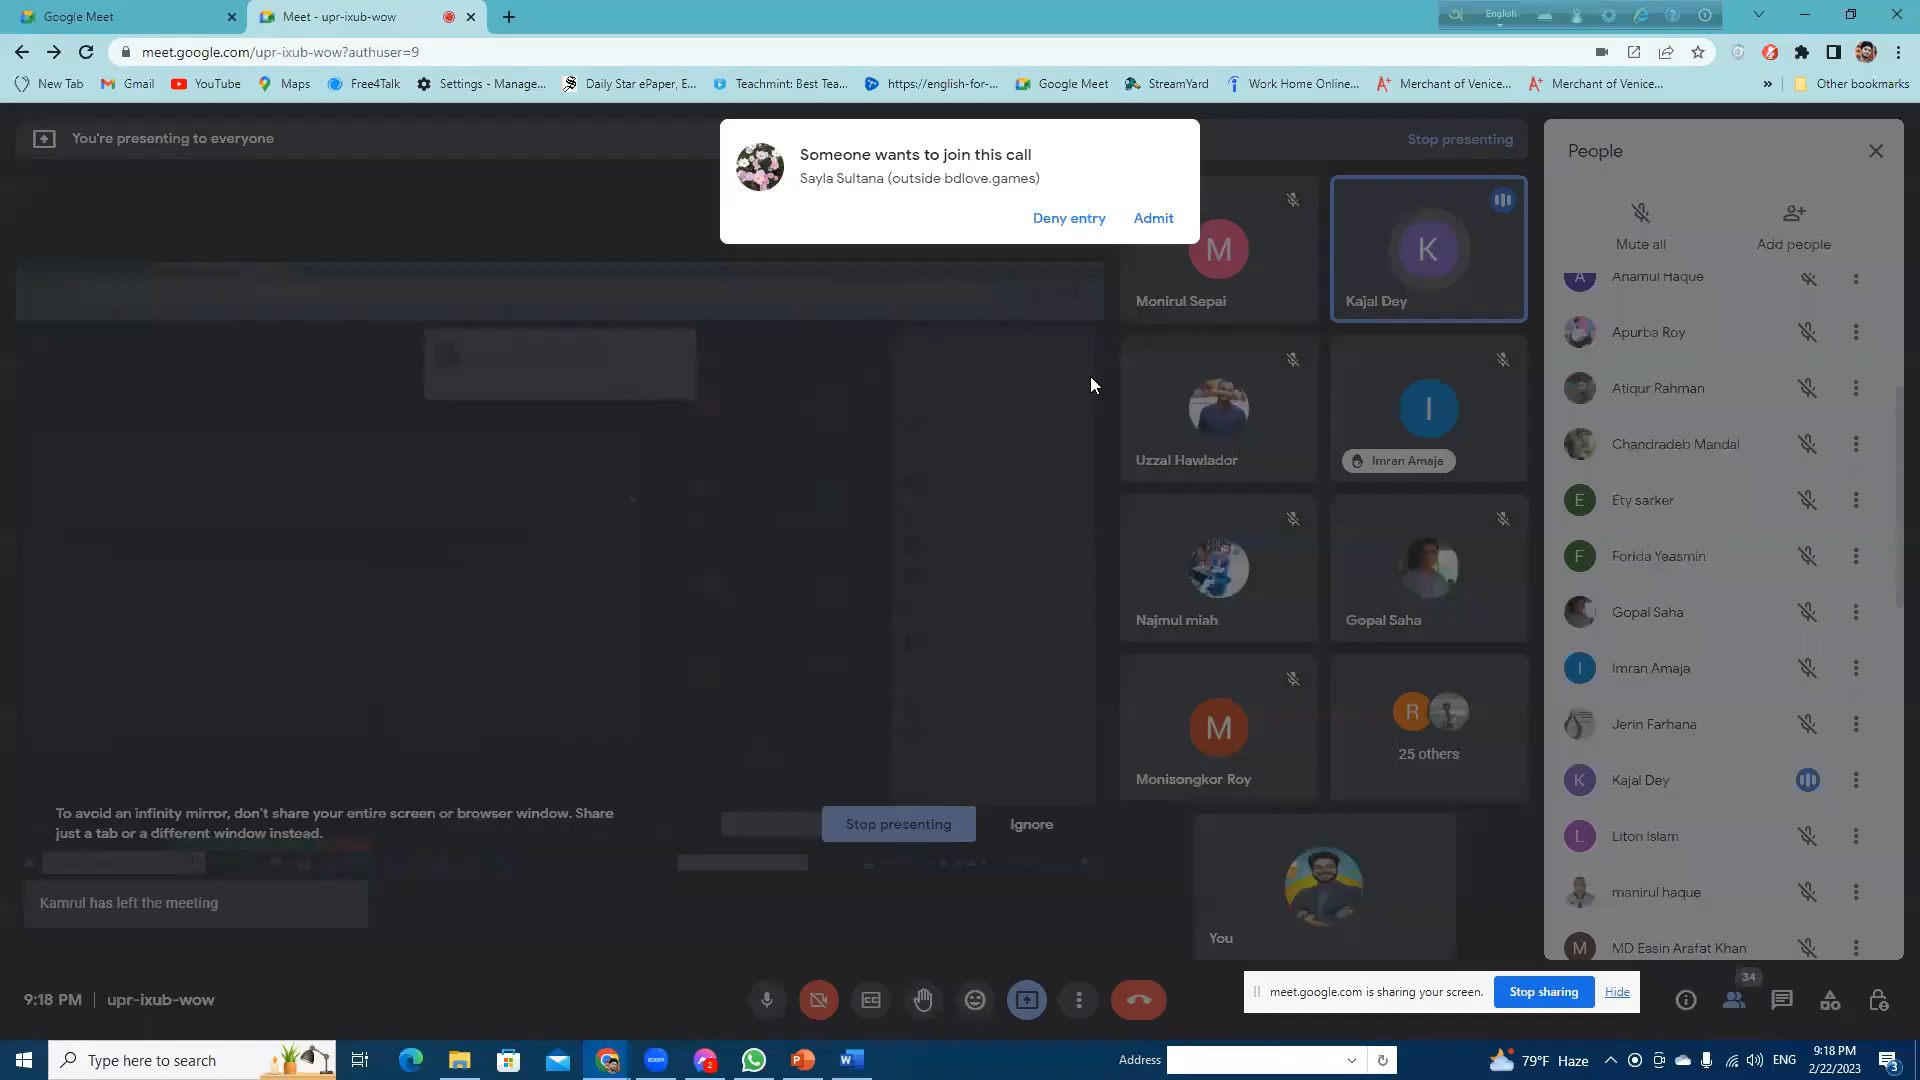 Google Meet
Meet - upr-ixub-wow
English
meet.google.com/upr-ixub-wow?authuser=9
New Tab
Gmail
YouTube
Maps
Free4Talk
Settings - Manage...
Daily Star ePaper, E...
Teachmint: Best Tea...
https://english-for-...
Google Meet
StreamYard
Work Home Online...
Merchant of Venice...
Merchant of Venice...
»
Other bookmarks
You're presenting to everyone
Stop presenting
Someone wants to join this call
Sayla Sultana (outside bdlove.games)
Deny entry
Admit
M
Monirul Sepai
K
Kajal Dey
Uzzal Hawlador
I
Imran Amaja
Najmul miah
Gopal Saha
M
Monisongkor Roy
R
25 others
You
To avoid an infinity mirror, don't share your entire screen or browser window. Share
just a tab or a different window instead.
Stop presenting
Ignore
Kamrul has left the meeting
People
Mute all
Add people
A
Anamul Haque
Apurba Roy
Atiqur Rahman
Chandradeb Mandal
E
Ety sarker
F
Forida Yeasmin
Gopal Saha
I
Imran Amaja
Jerin Farhana
K
Kajal Dey
L
Liton Islam
manirul haque
M
MD Easin Arafat Khan
9:18 PM | upr-ixub-wow
meet.google.com is sharing your screen.
Stop sharing
Hide
34
Type here to search
zoom
2
Address
79°F Haze
ENG
9:18 PM
2/22/2023
3